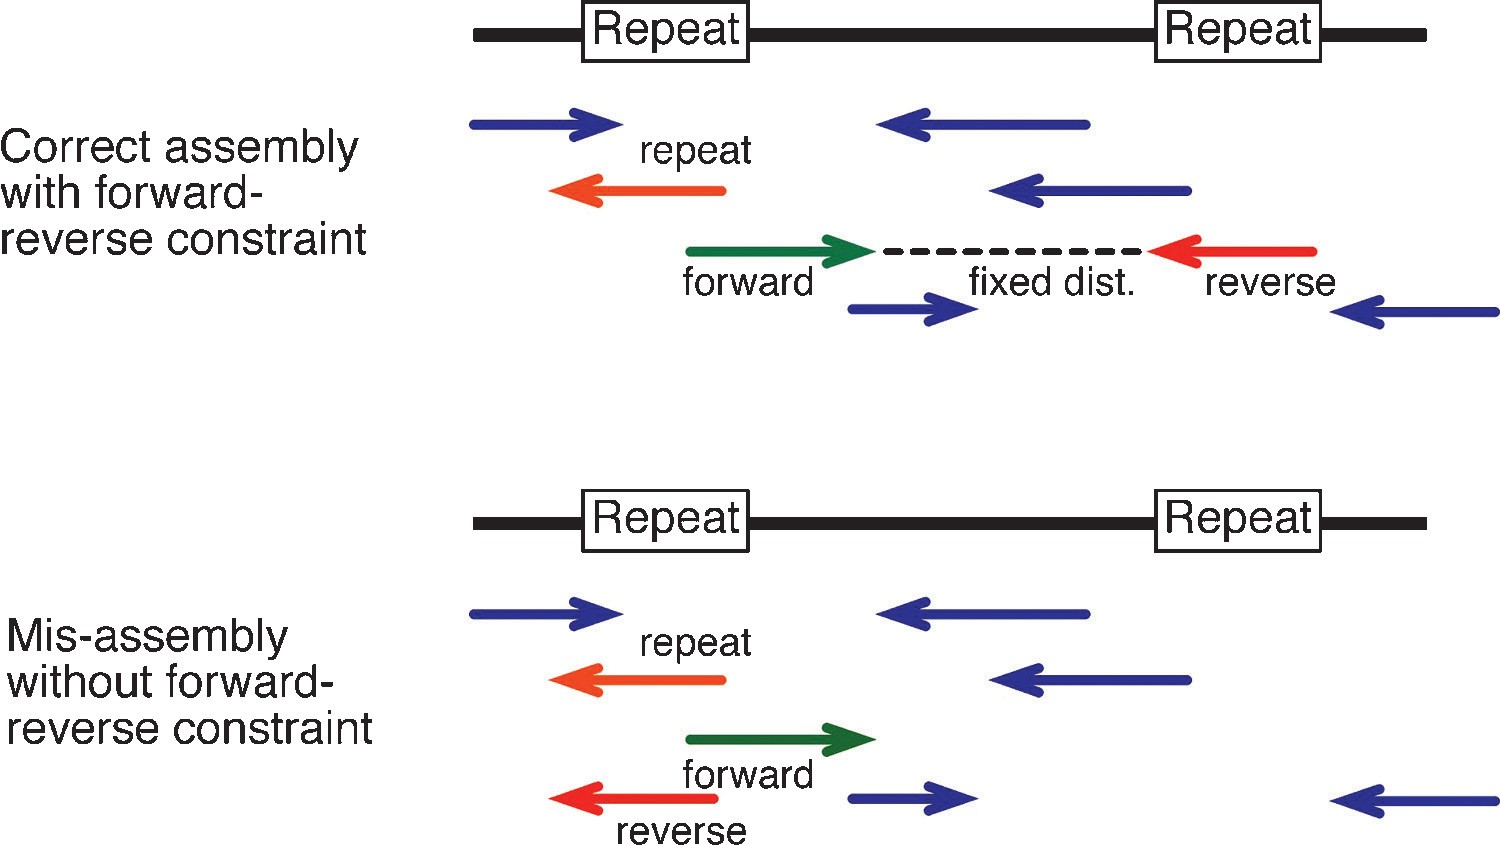 Repeat Repeat
Correct assembly
with forward-
reverse constraint
repeat
forward fixed dist. reverse
Repeat Repeat
Mis-assembly
without forward-
reverse constraint
repeat
forward
reverse